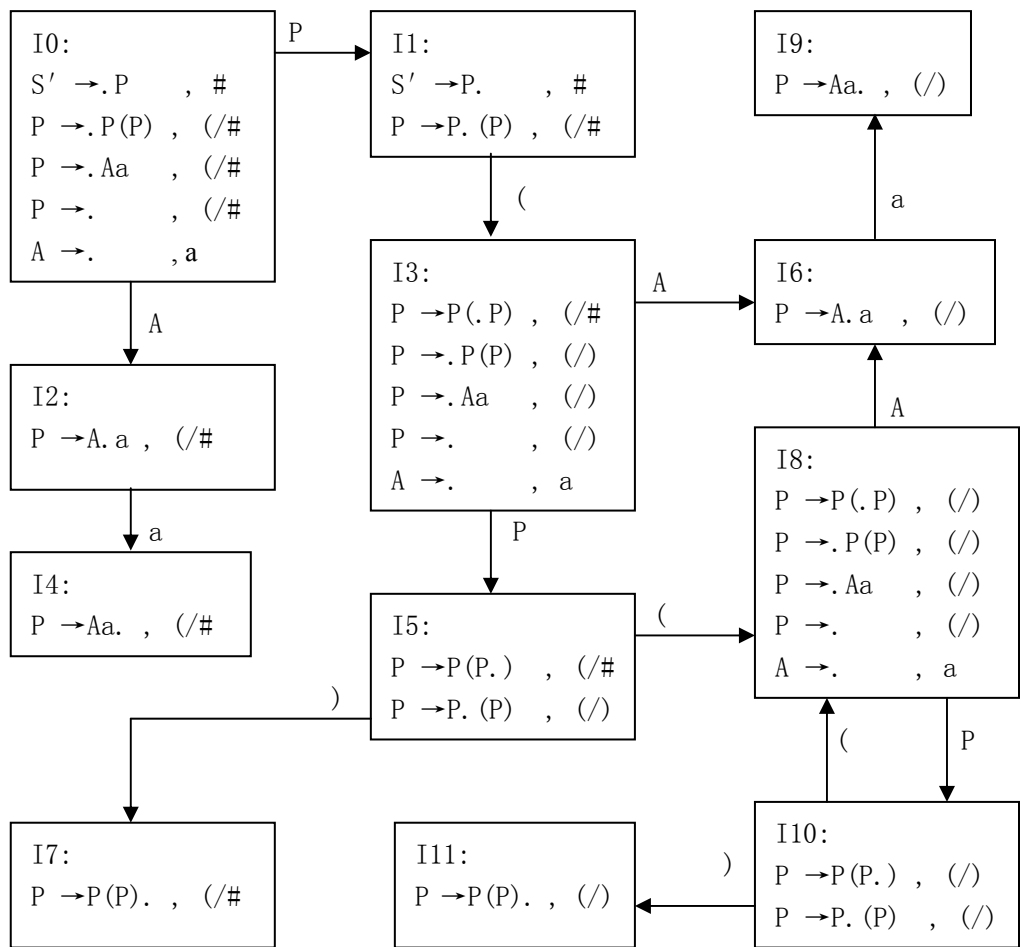 I0:
S′ →.P , #
P →.P(P) , (/#
P →.Aa , (/#
P →. , (/#
A →. ,a
P
I1:
S′ →P. , #
P →P.(P) , (/#
I9:
P →Aa. , (/)
(
a
A
I3:
P →P(.P) , (/#
P →.P(P) , (/)
P →.Aa , (/)
P →. , (/)
A →. , a
A
I6:
P →A.a , (/)
I2:
P →A.a , (/#
A
a
P
I8:
P →P(.P) , (/)
P →.P(P) , (/)
P →.Aa , (/)
P →. , (/)
A →. , a
I4:
P →Aa. , (/#
I5:
P →P(P.) , (/#
P →P.(P) , (/)
(
)
(
P
I7:
P →P(P). , (/#
I11:
P →P(P). , (/)
)
I10:
P →P(P.) , (/)
P →P.(P) , (/)